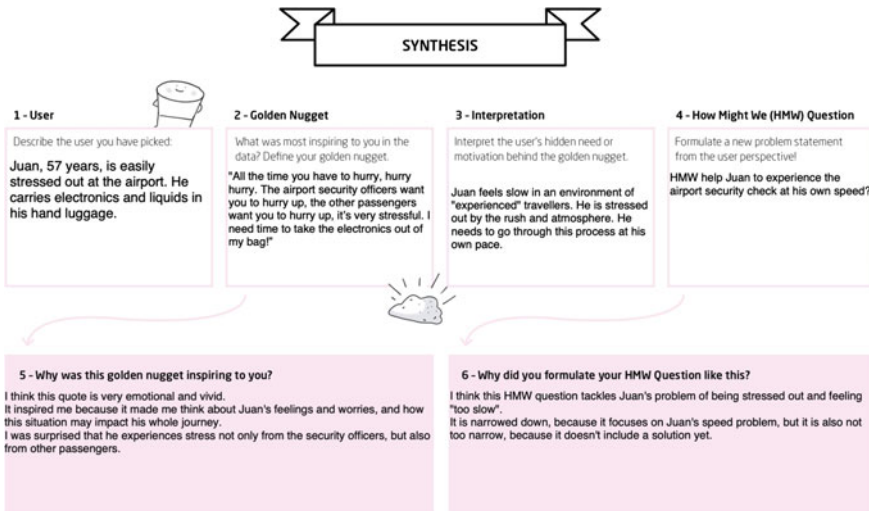 SYNTHESIS
1 - User
Describe the user you have picked:
Juan, 57 years, is easily
stressed out at the airport. He
carries electronics and liquids in
his hand luggage.
2 - Golden Nugget
What was most inspiring to you in the
data? Define your golden nugget.
"All the time you have to hurry, hurry
hurry. The airport security officers want
you to hurry up, the other passengers
want you to hurry up, it's very stressful. I
need time to take the electronics out of
my bag!"
3 - Interpretation
Interpret the user's hidden need or
motivation behind the golden nugget.
Juan feels slow in an environment of
"experienced" travellers. He is stressed
out by the rush and atmosphere. He
needs to go through this process at his
own pace.
4 - How Might We (HMW) Question
Formulate a new problem statement
from the user perspective!
HMW help Juan to experience the
airport security check at his own speed?
5 - Why was this golden nugget inspiring to you?
I think this quote is very emotional and vivid.
It inspired me because it made me think about Juan's feelings and worries, and how
this situation may impact his whole journey.
I was surprised that he experiences stress not only from the security officers, but also
from other passengers.
6 - Why did you formulate your HMW Question like this?
I think this HMW question tackles Juan's problem of being stressed out and feeling
"too slow".
It is narrowed down, because it focuses on Juan's speed problem, but it is also not
too narrow, because it doesn't include a solution yet.